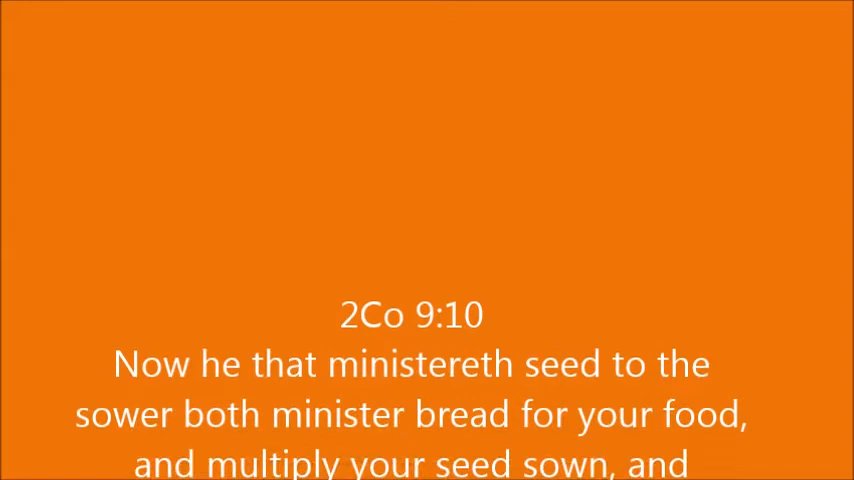 2Co 9:10
Now he that ministereth seed to the
sower both minister bread for your food,
and multiply your seed sown, and